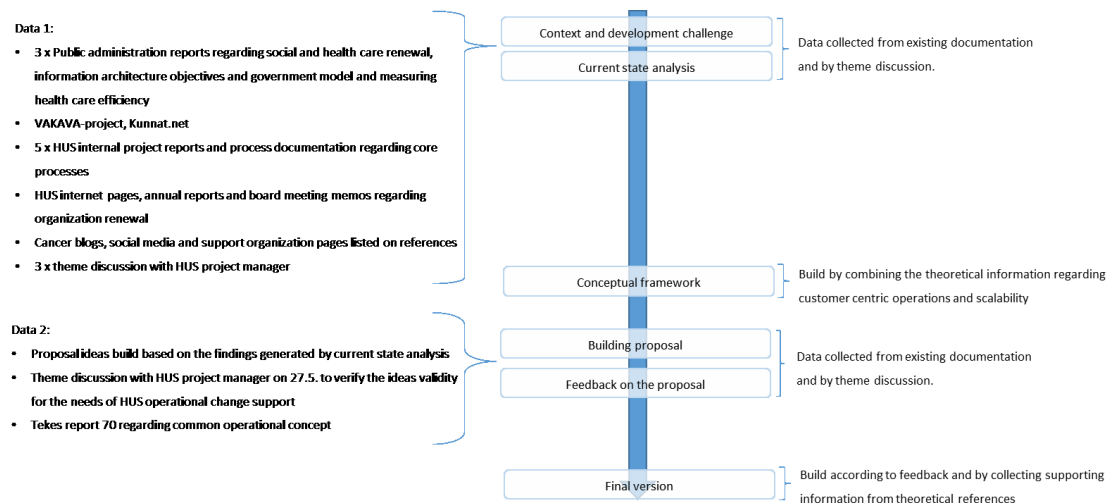 Data 1:
• 3 x Public administration reports regarding social and health care renewal,
information architecture objectives and government model and measuring
health care efficiency
• VAKAVA-project, Kunnat.net
• 5 x HUS internal project reports and process documentation regarding core
processes
• HUS internet pages, annual reports and board meeting memos regarding
organization renewal
• Cancer blogs, social media and support organization pages listed on references
• 3 x theme discussion with HUS project manager
Data 2:
• Proposal ideas build based on the findings generated by current state analysis
• Theme discussion with HUS project manager on 27.5. to verify the ideas validity
for the needs of HUS operational change support
• Tekes report 70 regarding common operational concept
Context and development challenge
Current state analysis
Conceptual framework
Building proposal
Feedback on the proposal
Final version
Data collected from existing documentation
and by theme discussion.
Build by combining the theoretical information regarding
customer centric operations and scalability
Data collected from existing documentation
and by theme discussion.
Build according to feedback and by collecting supporting
information from theoretical references